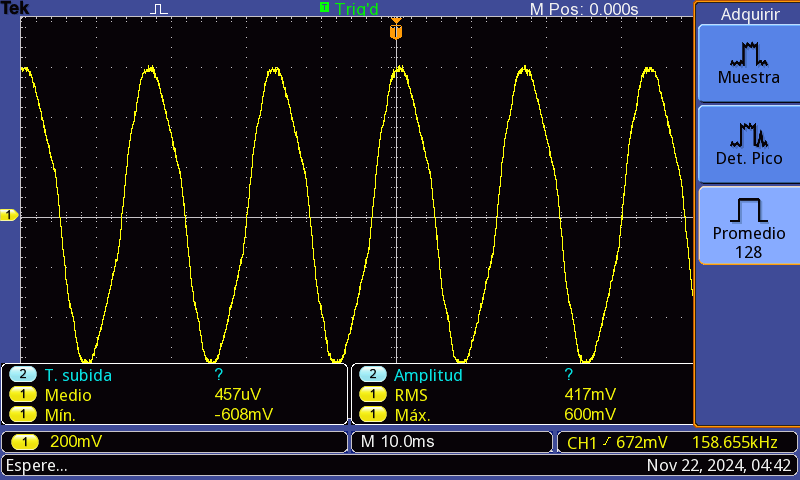 Tek T Trig'd M Pos: 0.000s Adquirir
T
Muestra
Det. Pico
1
Promedio
128
2 T. subida ? 2 Amplitud ?
1 Medio 457uV 1 RMS 417mV
1 Mín. -608mV 1 Máx. 600mV
1 200mV M 10.0ms CH1 672mV 158.655kHz
Espere... Nov 22, 2024, 04:42